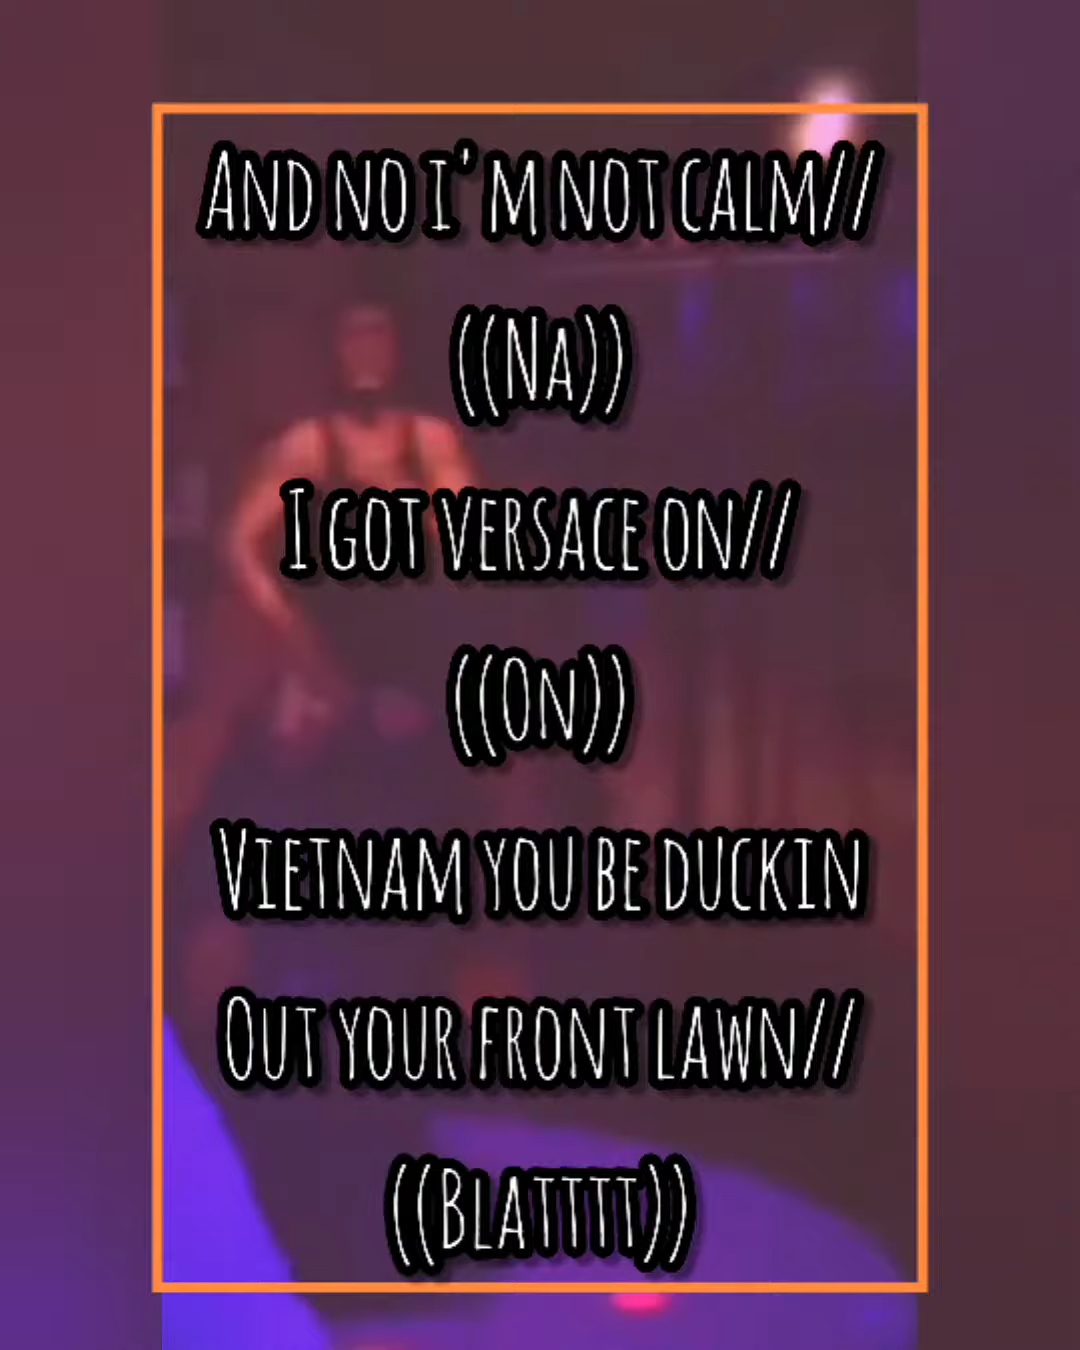 And no i'm not calm//
((Na))
I got versace on//
((On))
Vietnam you be duckin
Out your front lawn//
((Blatttt))